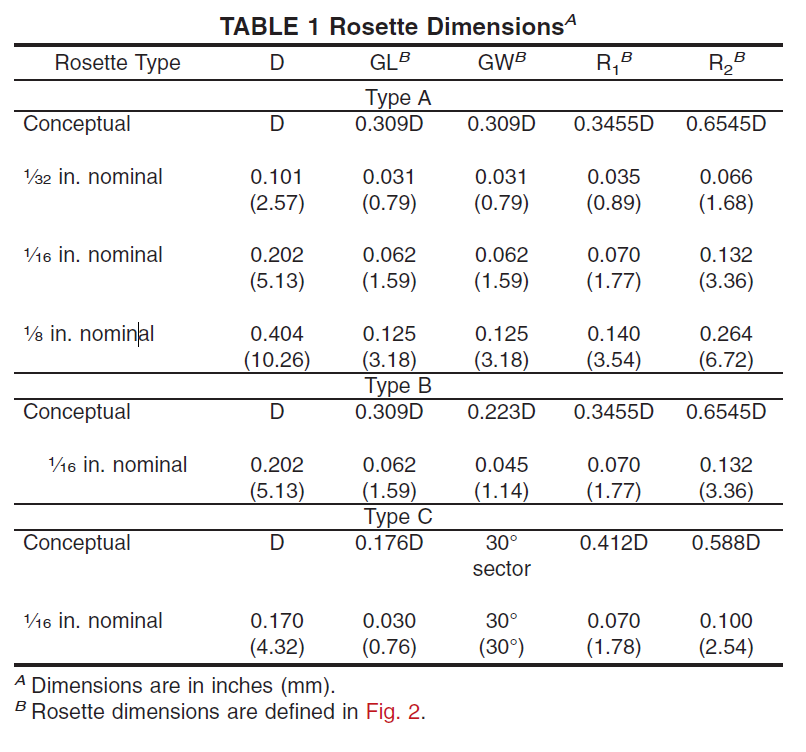 TABLE 1 Rosette Dimensionsᴬ
Rosette Type D GLᴮ GWᴮ R₁ᴮ R₂ᴮ
Type A
Conceptual D 0.309D 0.309D 0.3455D 0.6545D
1⁄32 in. nominal 0.101 0.031 0.031 0.035 0.066
(2.57) (0.79) (0.79) (0.89) (1.68)
1⁄16 in. nominal 0.202 0.062 0.062 0.070 0.132
(5.13) (1.59) (1.59) (1.77) (3.36)
1⁄8 in. nominal 0.404 0.125 0.125 0.140 0.264
(10.26) (3.18) (3.18) (3.54) (6.72)
Type B
Conceptual D 0.309D 0.223D 0.3455D 0.6545D
1⁄16 in. nominal 0.202 0.062 0.045 0.070 0.132
(5.13) (1.59) (1.14) (1.77) (3.36)
Type C
Conceptual D 0.176D 30° 0.412D 0.588D
sector
1⁄16 in. nominal 0.170 0.030 30° 0.070 0.100
(4.32) (0.76) (30°) (1.78) (2.54)
ᴬ Dimensions are in inches (mm).
ᴮ Rosette dimensions are defined in Fig. 2.